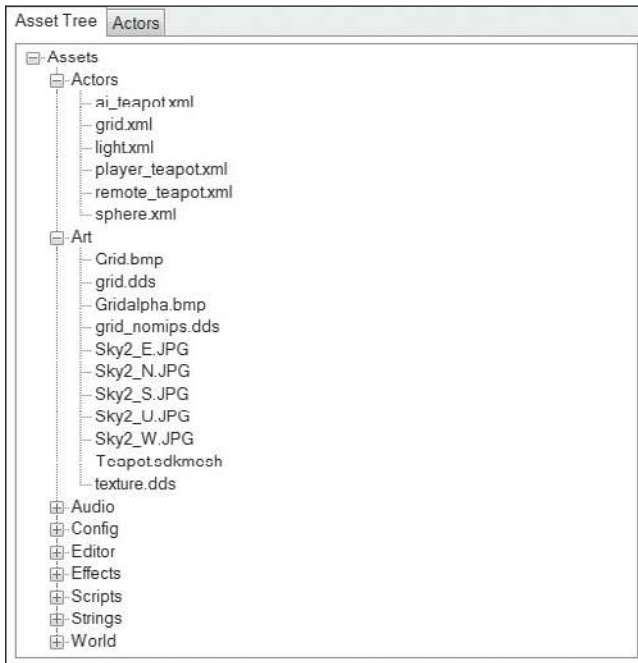 Asset Tree Actors
Assets
Actors
ai_teapot.xml
grid.xml
light.xml
player_teapot.xml
remote_teapot.xml
sphere.xml
Art
Grid.bmp
grid.dds
Gridalpha.bmp
grid_nomips.dds
Sky2_E.JPG
Sky2_N.JPG
Sky2_S.JPG
Sky2_U.JPG
Sky2_W.JPG
Teapot.sdkmesh
texture.dds
Audio
Config
Editor
Effects
Scripts
Strings
World